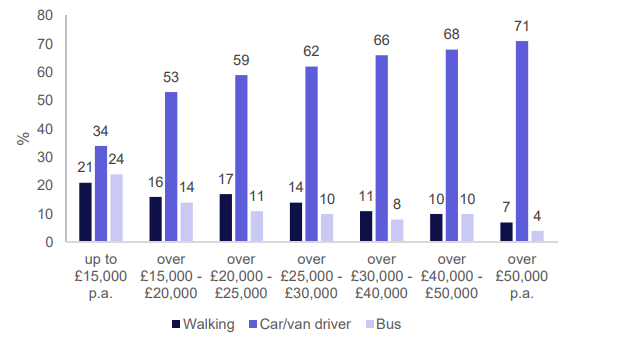 80
70
60
50
40
30
20
10
0
%
21 34 24
16 53 14
17 59 11
14 62 10
11 66 8
10 68 10
7 71 4
up to £15,000 p.a.
over £15,000 - £20,000
over £20,000 - £25,000
over £25,000 - £30,000
over £30,000 - £40,000
over £40,000 - £50,000
over £50,000 p.a.
Walking Car/van driver Bus